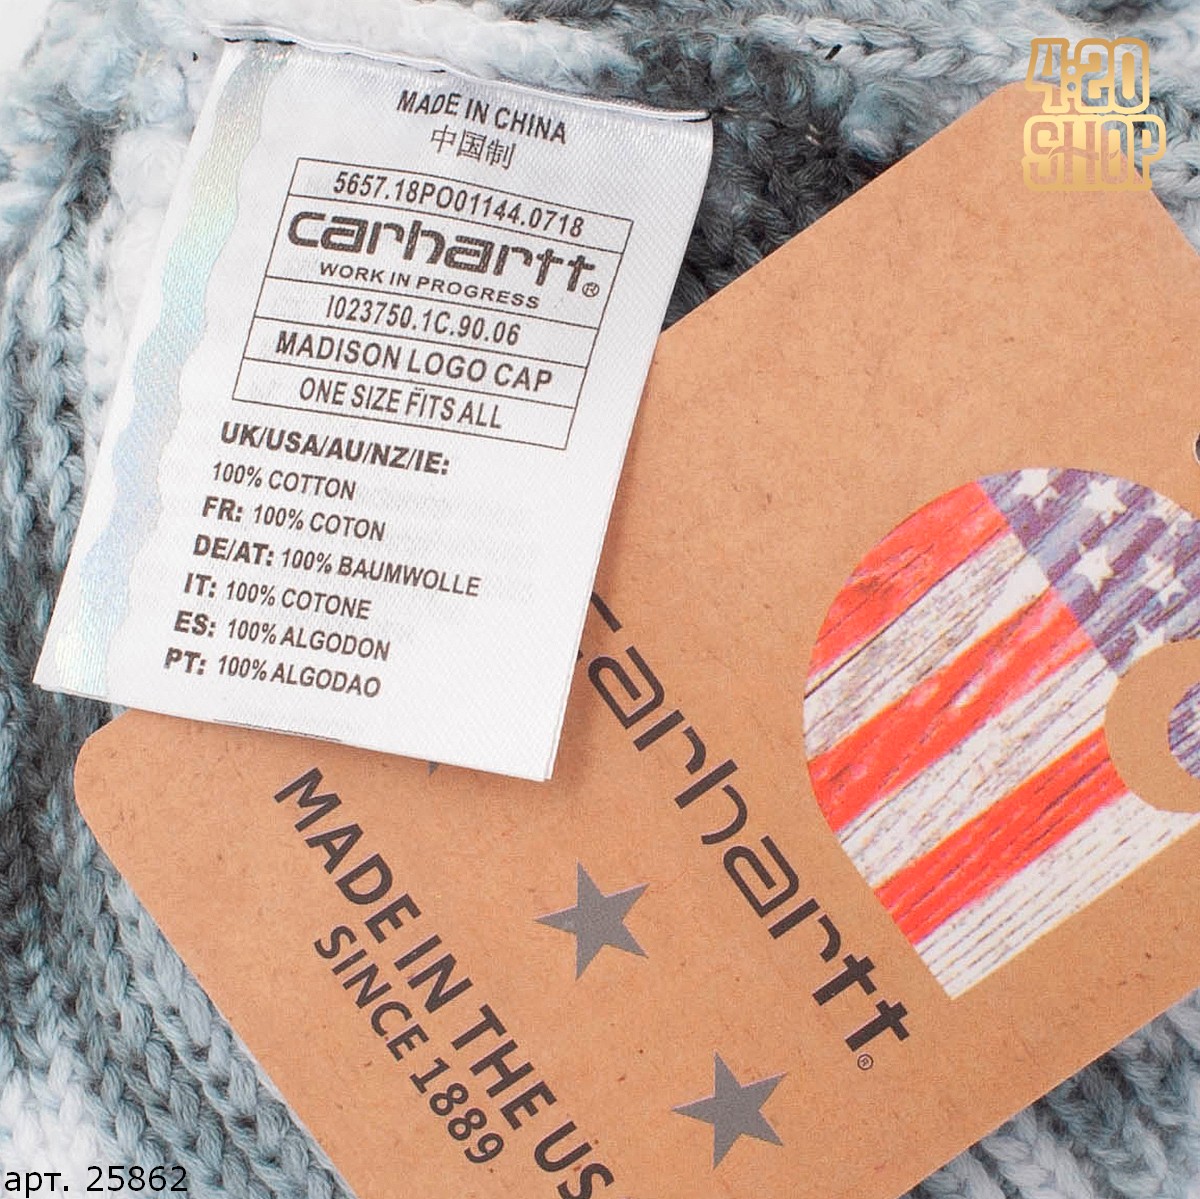 4:20
SHOP
MADE IN CHINA
中国制
5657.18PO01144.0718
carhartt®
WORK IN PROGRESS
I023750.1C.90.06
MADISON LOGO CAP
ONE SIZE FITS ALL
UK/USA/AU/NZ/IE:
100% COTTON
FR: 100% COTON
DE/AT: 100% BAUMWOLLE
IT: 100% COTONE
ES: 100% ALGODON
PT: 100% ALGODAO
carhartt®
MADE IN THE US
SINCE 1889
арт. 25862